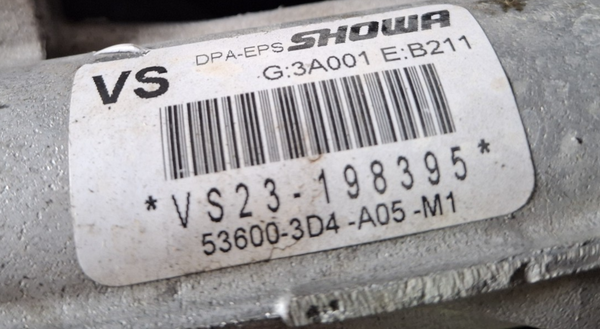 DPA-EPS SHOWA
VS G:3A001 E:B211
*VS23-198395*
53600-3D4-A05-M1